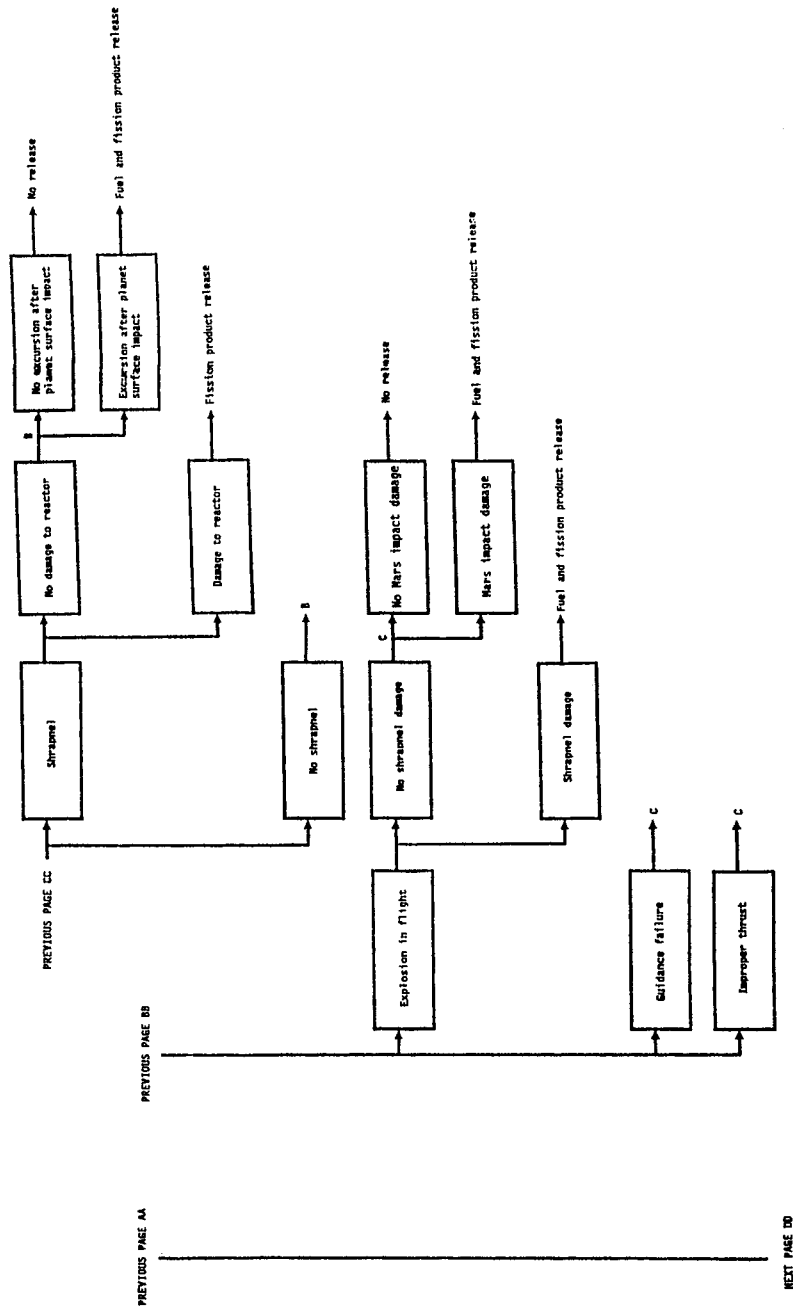 PREVIOUS PAGE CC
Shrapnel
No damage to reactor
B
No excursion after
planet surface impact
No release
Excursion after planet
surface impact
Fuel and fission product release
Damage to reactor
Fission product release
No shrapnel
B
PREVIOUS PAGE BB
Explosion in flight
No shrapnel damage
C
No Mars impact damage
No release
Mars impact damage
Fuel and fission product release
Shrapnel damage
Fuel and fission product release
Guidance failure
C
Improper thrust
C
PREVIOUS PAGE AA
NEXT PAGE DD